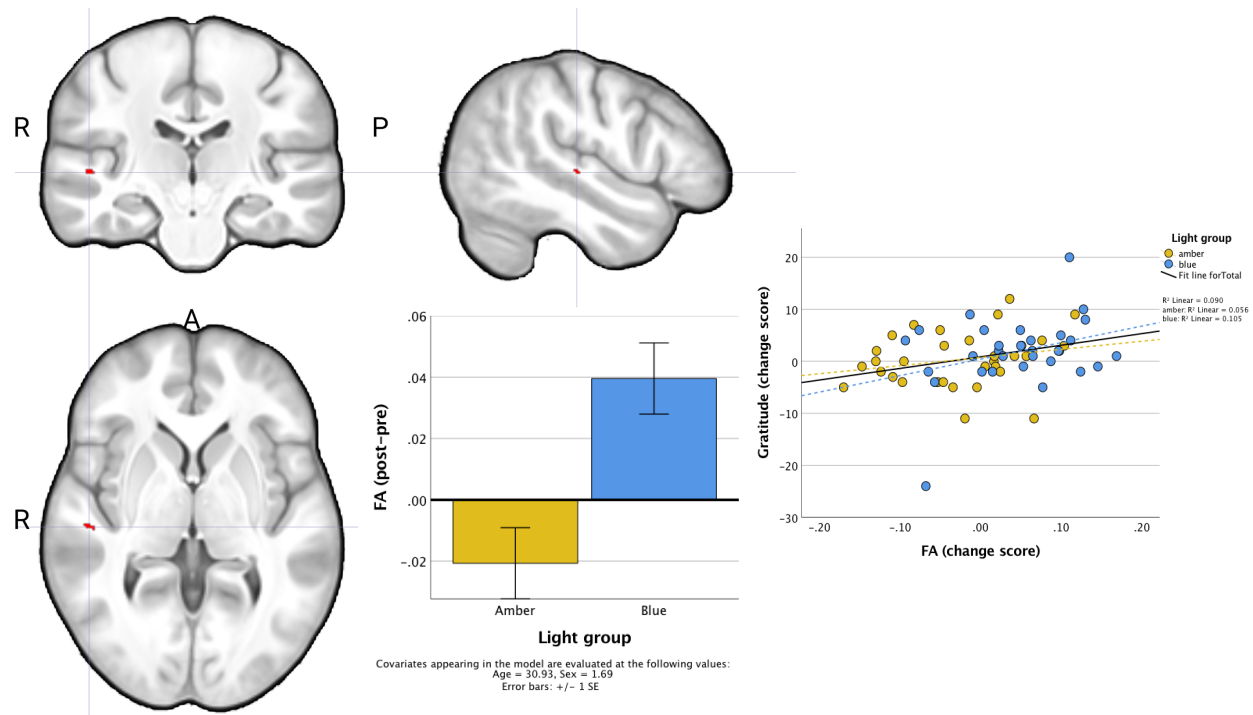 R
P
A
R
.06
.04
.02
.00
-.02
FA (post-pre)
Amber
Blue
Light group
Covariates appearing in the model are evaluated at the following values:
Age = 30.93, Sex = 1.69
Error bars: +/- 1 SE
20
10
0
-10
-20
-30
Gratitude (change score)
-.20
-.10
.00
.10
.20
FA (change score)
Light group
amber
blue
Fit line forTotal
R² Linear = 0.090
amber: R² Linear = 0.056
blue: R² Linear = 0.105